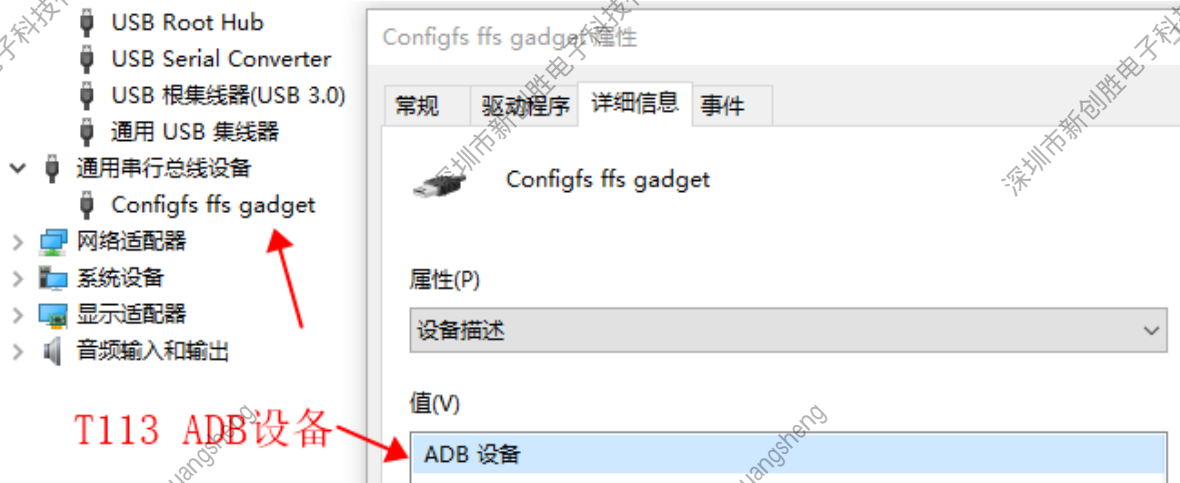 USB Root Hub
USB Serial Converter
USB 根集线器(USB 3.0)
通用 USB 集线器
通用串行总线设备
Configfs ffs gadget
网络适配器
系统设备
显示适配器
音频输入和输出
T113 ADB设备
Configfs ffs gadget 属性
常规 驱动程序 详细信息 事件
Configfs ffs gadget
属性(P)
设备描述
值(V)
ADB 设备
子科技
深圳市新创胜电子科技
深圳市新创胜电子科
uangsheng
uangsheng